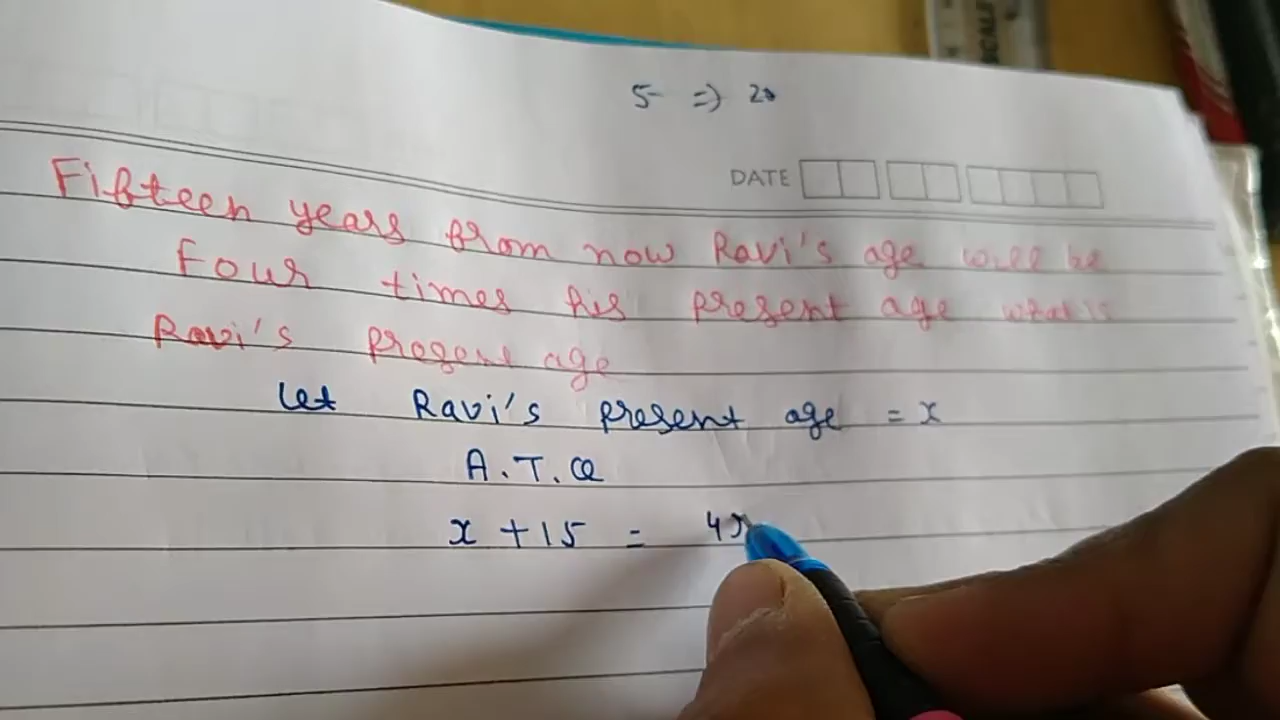 SCALE
5 => 20
DATE
Fifteen years from now Ravi's age will be
Four times his present age what is
Ravi's present age
Let Ravi's present age = x
A.T.Q
x + 15 = 4x